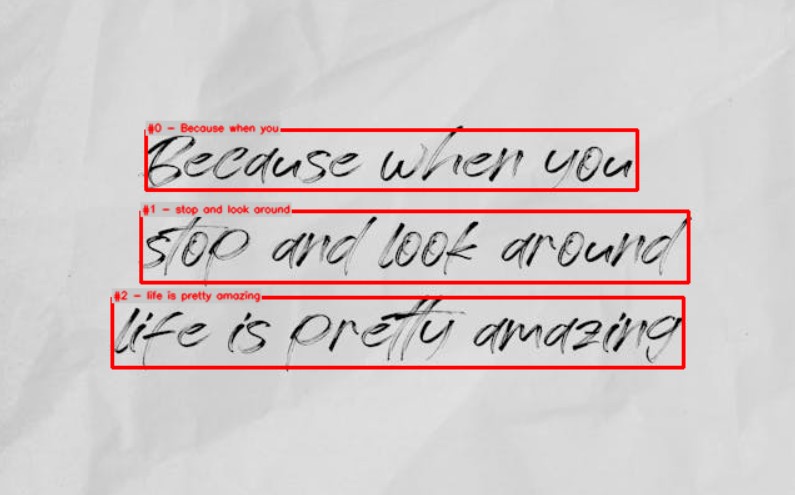 #0 - Because when you
Because when you
#1 - stop and look around
stop and look around
#2 - life is pretty amazing
life is pretty amazing